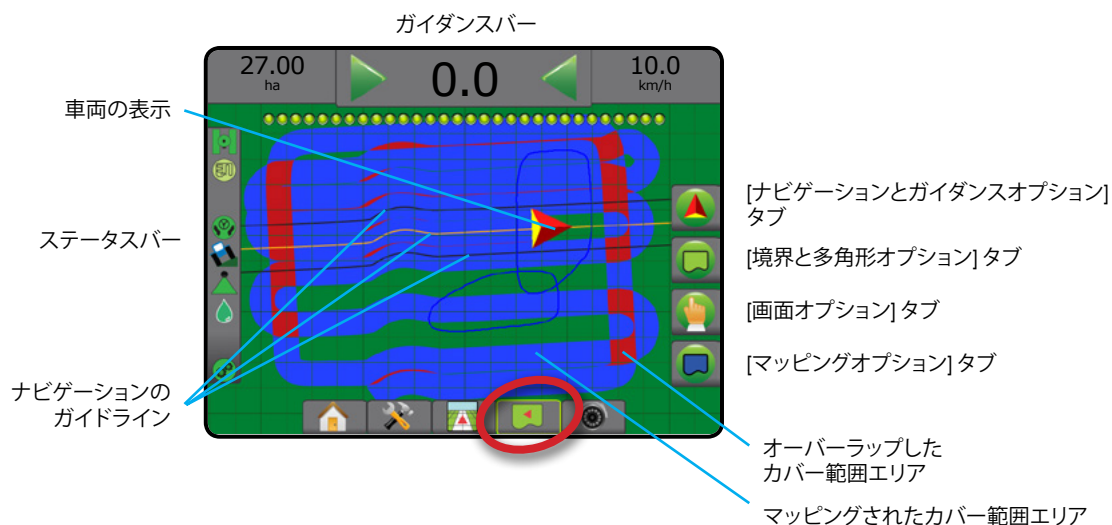 ガイダンスバー
27.00
ha
0.0
10.0
km/h
車両の表示
ステータスバー
ナビゲーションの
ガイドライン
[ナビゲーションとガイダンスオプション]
タブ
[境界と多角形オプション] タブ
[画面オプション] タブ
[マッピングオプション] タブ
オーバーラップした
カバー範囲エリア
マッピングされたカバー範囲エリア